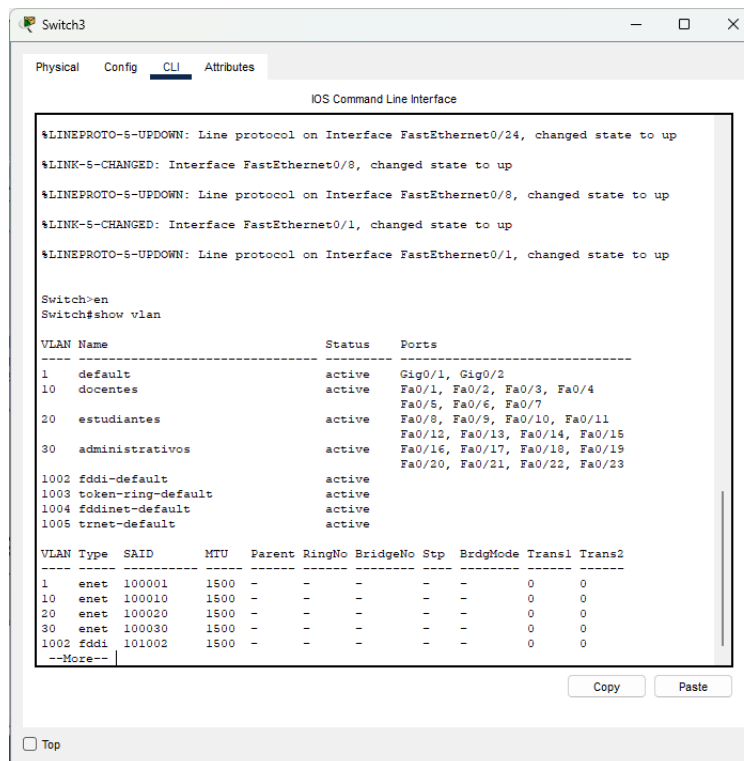 Switch3
Physical Config CLI Attributes
IOS Command Line Interface
%LINEPROTO-5-UPDOWN: Line protocol on Interface FastEthernet0/24, changed state to up
%LINK-5-CHANGED: Interface FastEthernet0/8, changed state to up
%LINEPROTO-5-UPDOWN: Line protocol on Interface FastEthernet0/8, changed state to up
%LINK-5-CHANGED: Interface FastEthernet0/1, changed state to up
%LINEPROTO-5-UPDOWN: Line protocol on Interface FastEthernet0/1, changed state to up
Switch>en
Switch#show vlan
VLAN Name                             Status    Ports
---- -------------------------------- --------- -------------------------------
1    default                          active    Gig0/1, Gig0/2
10   docentes                         active    Fa0/1, Fa0/2, Fa0/3, Fa0/4
                                                Fa0/5, Fa0/6, Fa0/7
20   estudiantes                      active    Fa0/8, Fa0/9, Fa0/10, Fa0/11
                                                Fa0/12, Fa0/13, Fa0/14, Fa0/15
30   administrativos                  active    Fa0/16, Fa0/17, Fa0/18, Fa0/19
                                                Fa0/20, Fa0/21, Fa0/22, Fa0/23
1002 fddi-default                     active
1003 token-ring-default               active
1004 fddinet-default                  active
1005 trnet-default                    active
VLAN Type  SAID       MTU   Parent RingNo BridgeNo Stp  BrdgMode Trans1 Trans2
---- ----- ---------- ----- ------ ------ -------- ---- -------- ------ ------
1    enet  100001     1500  -      -      -        -    -        0      0
10   enet  100010     1500  -      -      -        -    -        0      0
20   enet  100020     1500  -      -      -        -    -        0      0
30   enet  100030     1500  -      -      -        -    -        0      0
1002 fddi  101002     1500  -      -      -        -    -        0      0
 --More--
Copy Paste
Top